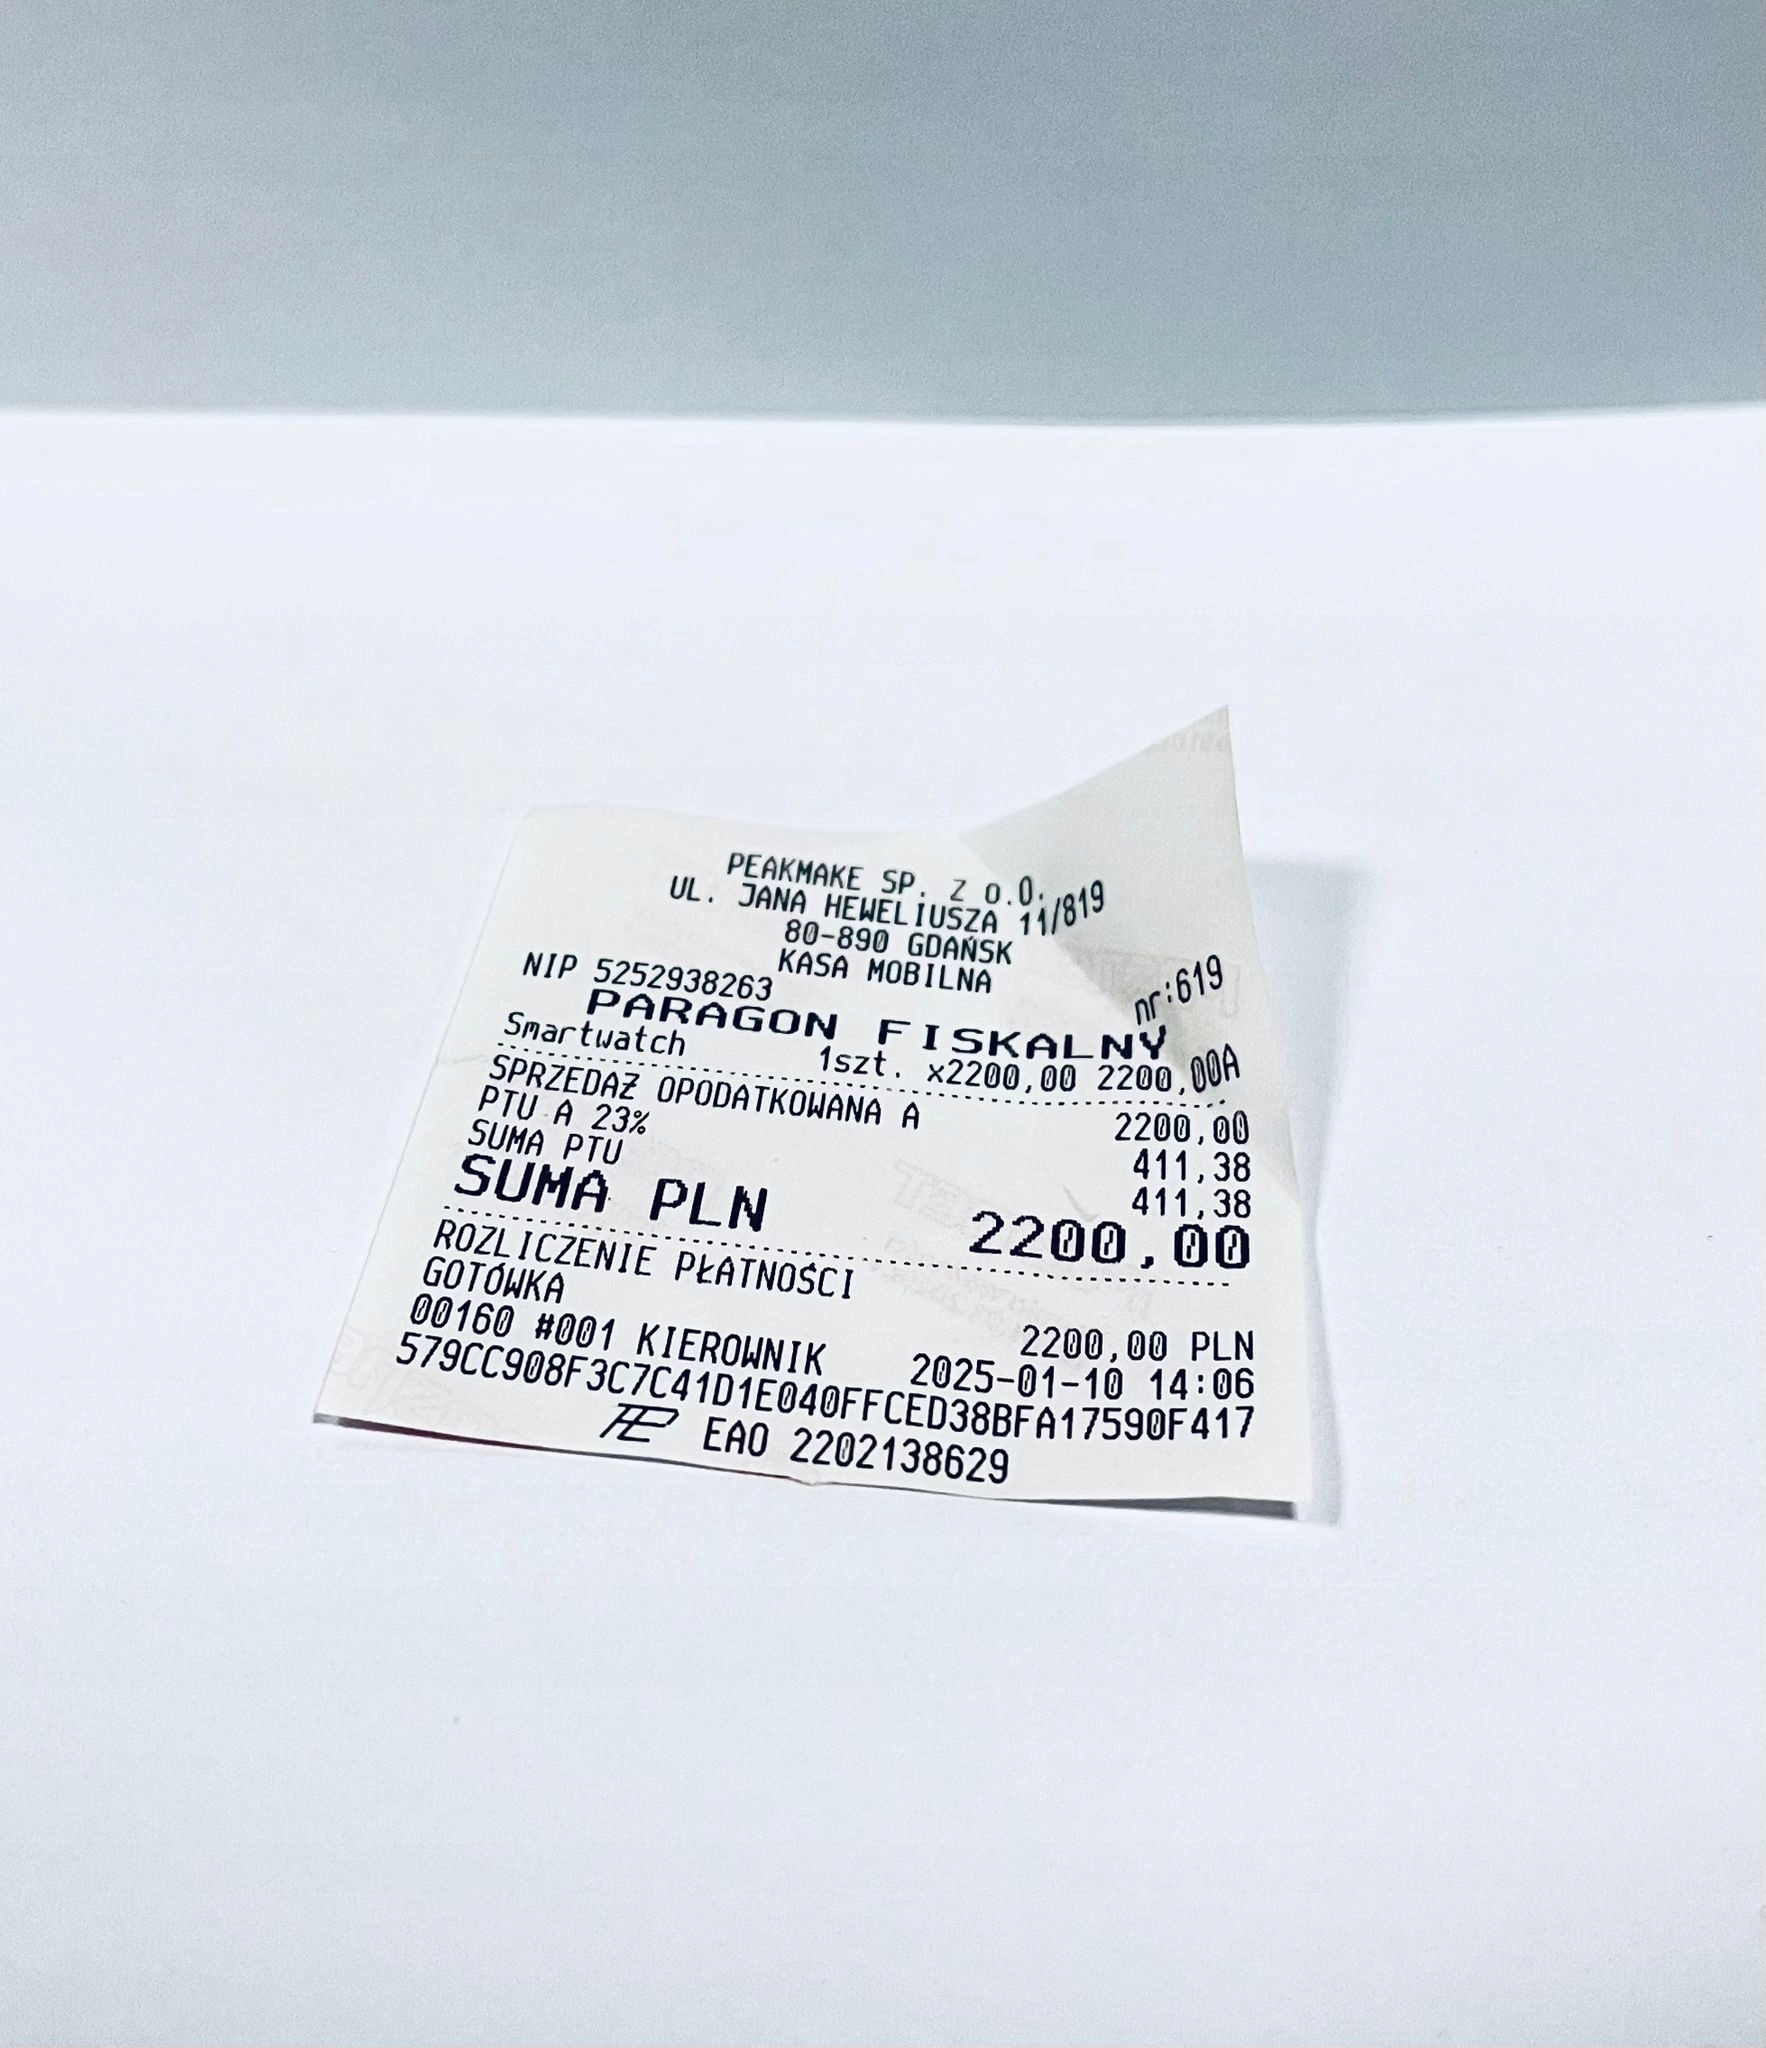 PEAKMAKE SP. Z o.O.
UL. JANA HEWELIUSZA 11/819
80-890 GDAŃSK
KASA MOBILNA
NIP 5252938263 nr:619
PARAGON FISKALNY
Smartwatch 1szt. x2200,00 2200,00A
SPRZEDAŻ OPODATKOWANA A 2200,00
PTU A 23% 411,38
SUMA PTU 411,38
SUMA PLN 2200,00
ROZLICZENIE PŁATNOŚCI
GOTÓWKA 2200,00 PLN
00160 #001 KIEROWNIK 2025-01-10 14:06
579CC908F3C7C41D1E040FFCED38BFA17590F417
EAO 2202138629